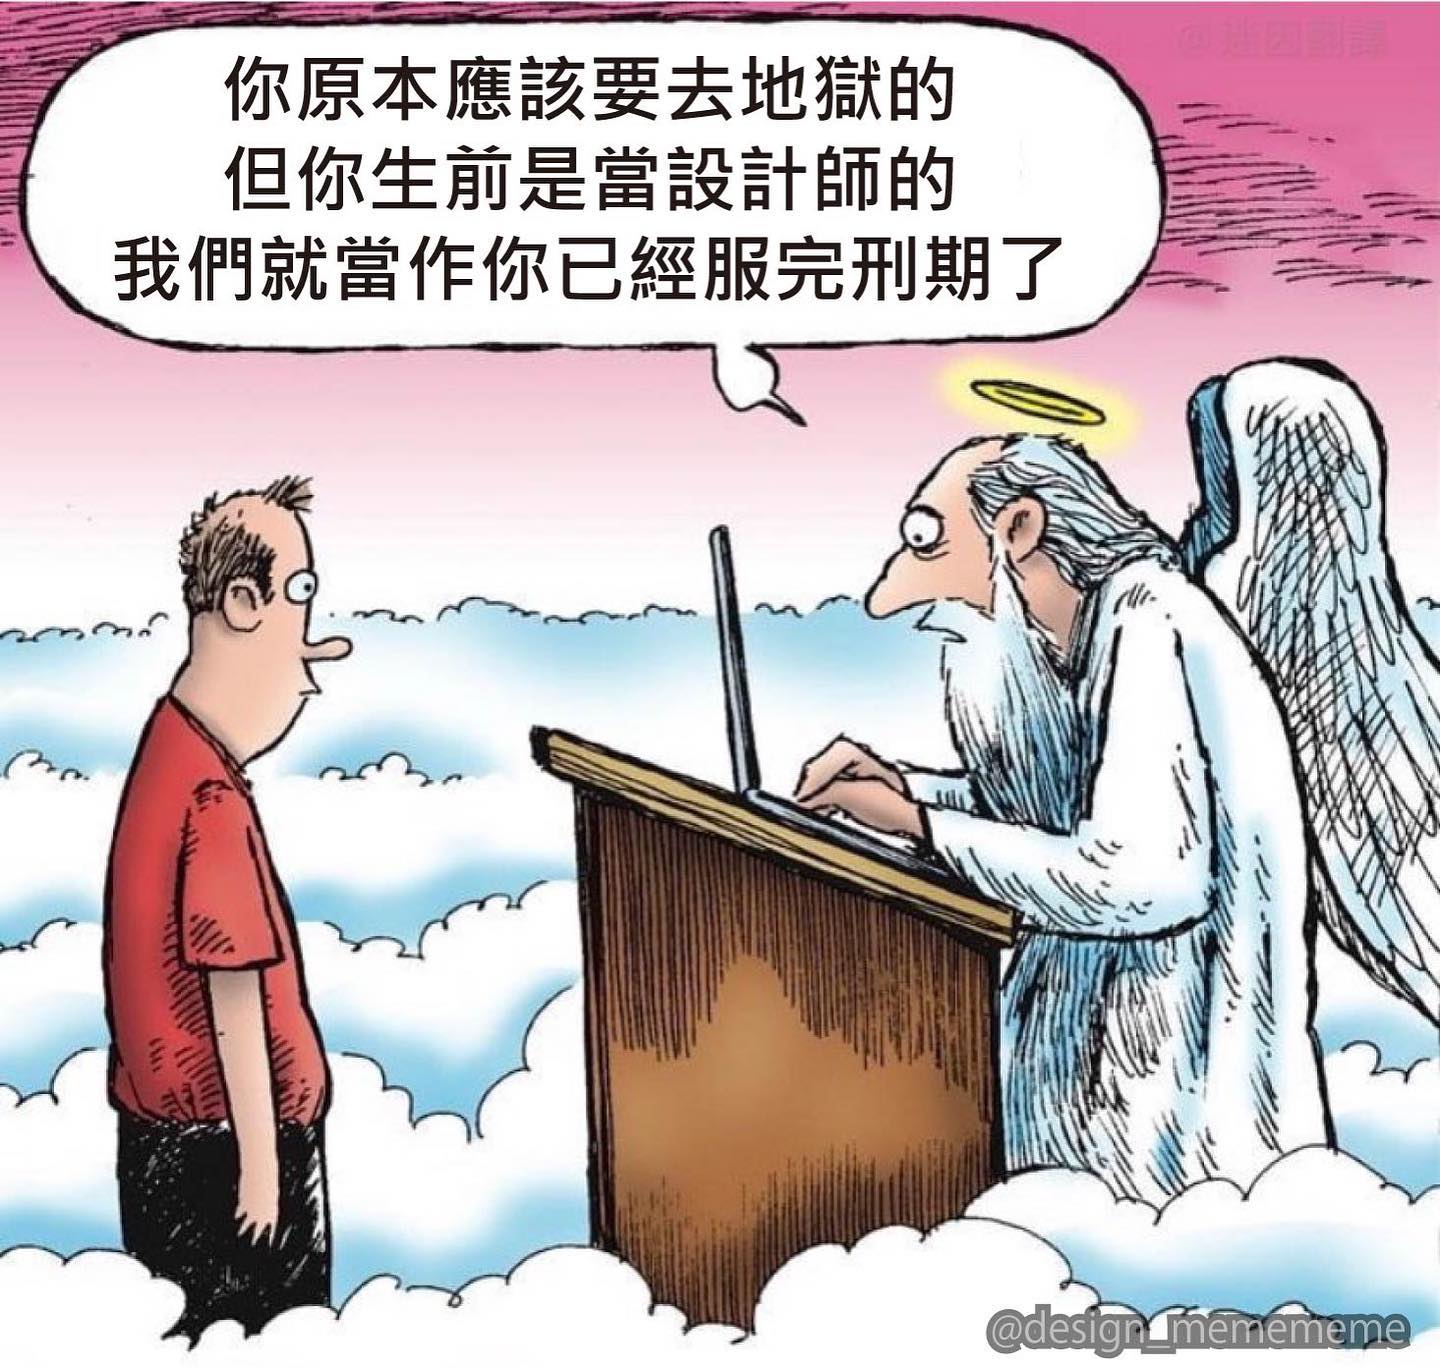 你原本應該要去地獄的
但你生前是當設計師的
我們就當作你已經服完刑期了
@design_memememe